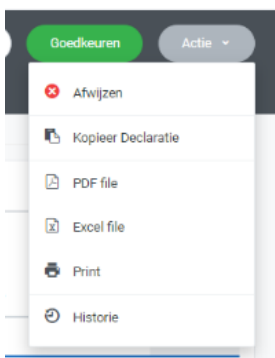 Goedkeuren Actie
Afwijzen
Kopieer Declaratie
PDF file
Excel file
Print
Historie